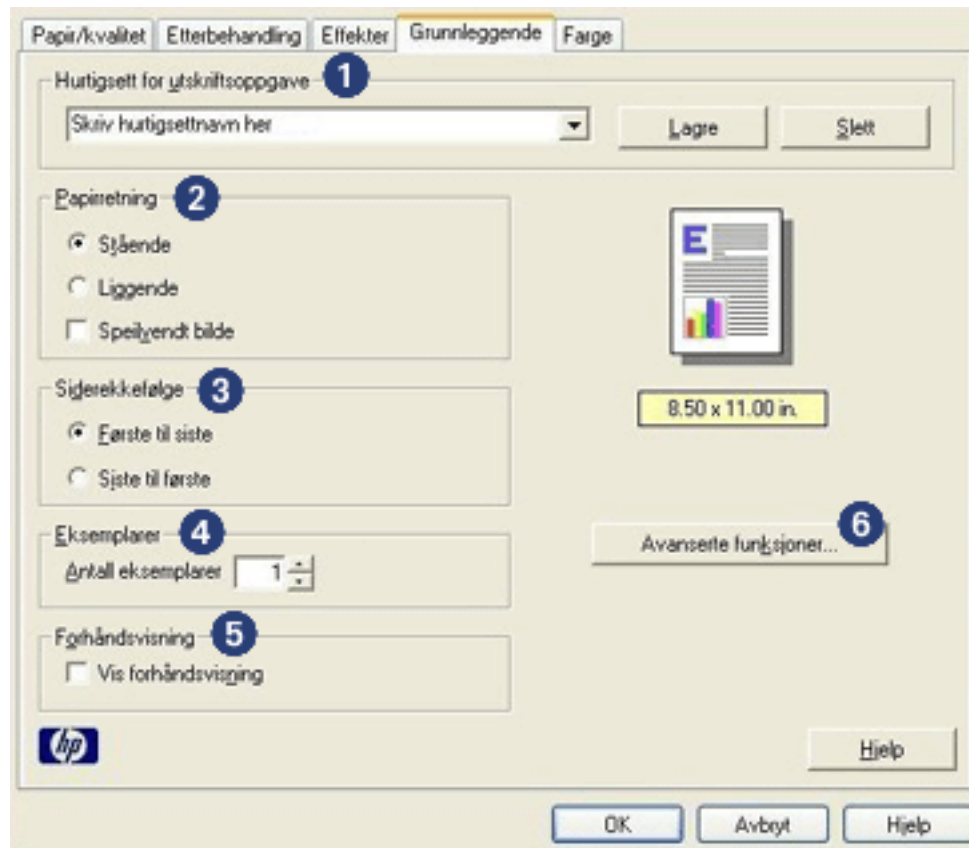 Papir/kvalitet Etterbehandling Effekter Grunnleggende Farge
Hurtigsett for utskriftsoppgave 1
Skriv hurtigsettnavn her Lagre Slett
Papirretning 2
Stående
Liggende
Speilvendt bilde
E
8.50 x 11.00 in.
Siderekkefølge 3
Første til siste
Siste til første
Eksemplarer 4
Antall eksemplarer 1
Avanserte funksjoner... 6
Forhåndsvisning 5
Vis forhåndsvisning
hp
Hjelp
OK Avbryt Hjelp